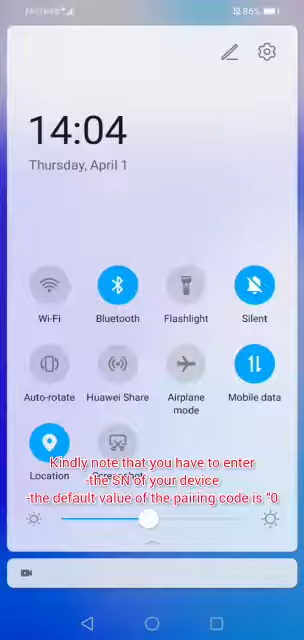 86%
14:04
Thursday, April 1
Wi-Fi
Bluetooth
Flashlight
Silent
Auto-rotate
Huawei Share
Airplane mode
Mobile data
Location
Kindly note that you have to enter
-the SN of your device
-the default value of the pairing code is "0